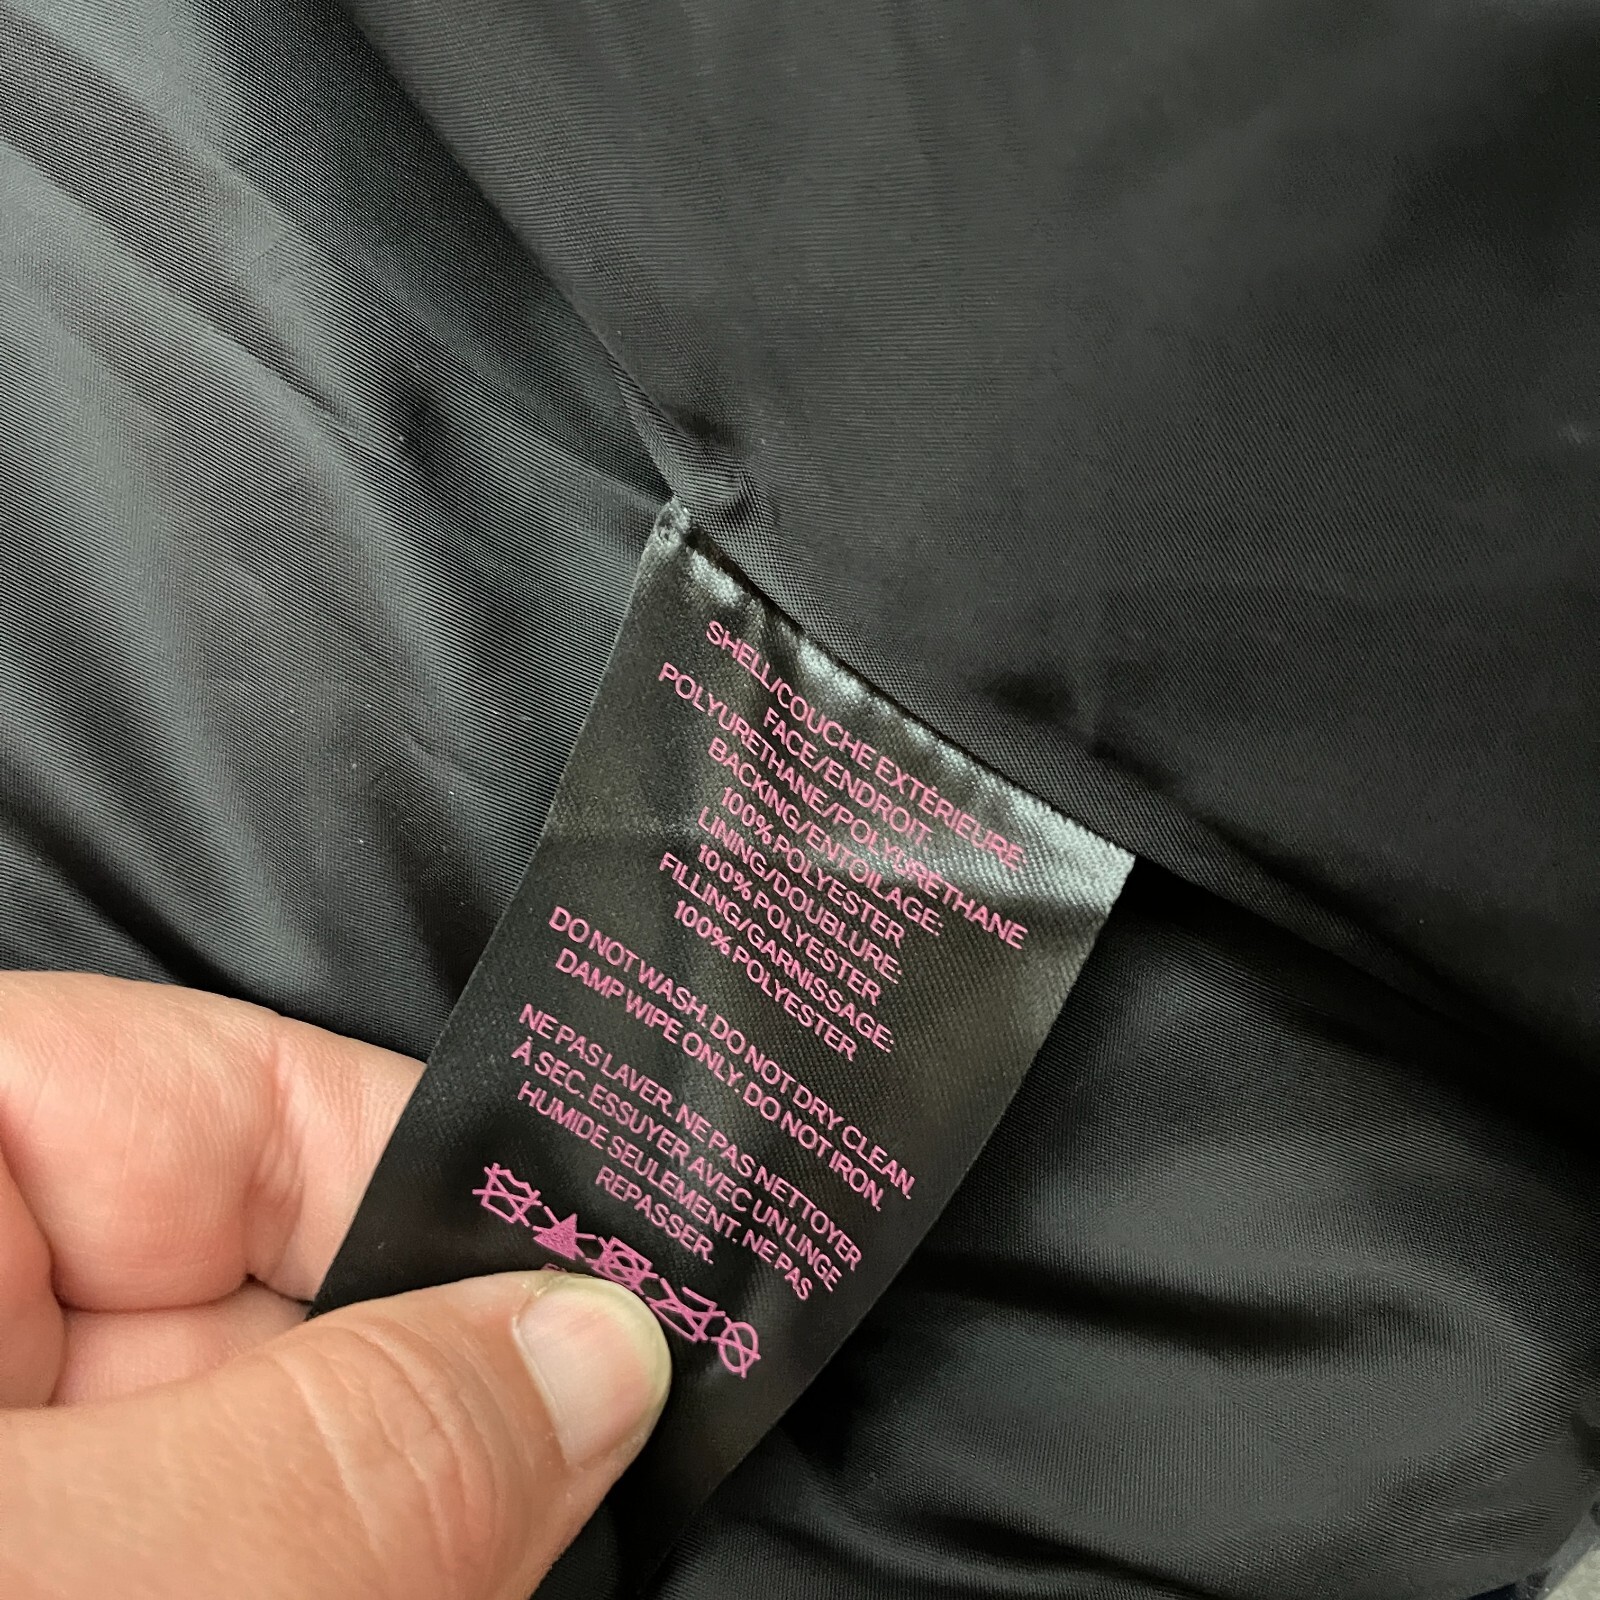 SHELL/COUCHE EXTÉRIEURE:
FACE/ENDROIT:
POLYURETHANE/POLYURÉTHANE
BACKING/ENTOILAGE:
100% POLYESTER
LINING/DOUBLURE:
100% POLYESTER
FILLING/GARNISSAGE:
100% POLYESTER
DO NOT WASH. DO NOT DRY CLEAN.
DAMP WIPE ONLY. DO NOT IRON.
NE PAS LAVER. NE PAS NETTOYER
À SEC. ESSUYER AVEC UN LINGE
HUMIDE SEULEMENT. NE PAS
REPASSER.